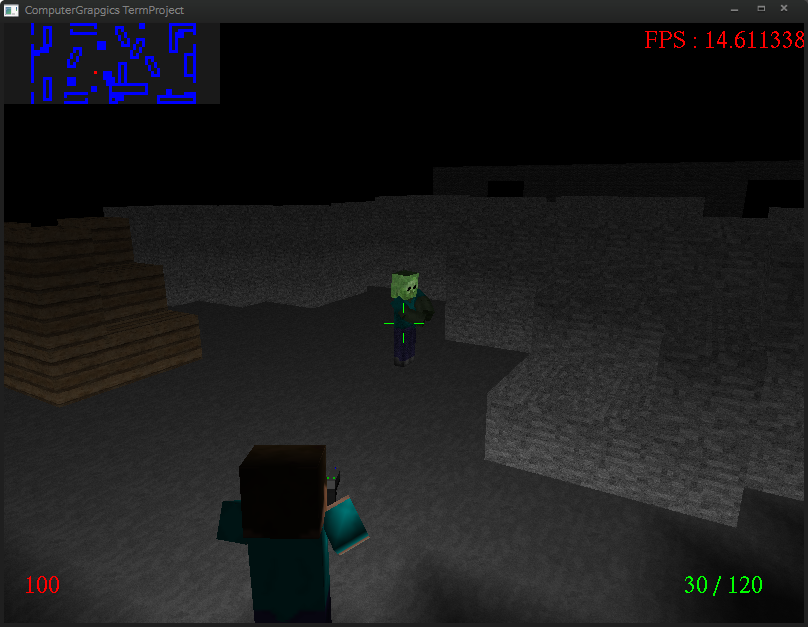 ComputerGrapgics TermProject
FPS : 14.611338
100
30 / 120